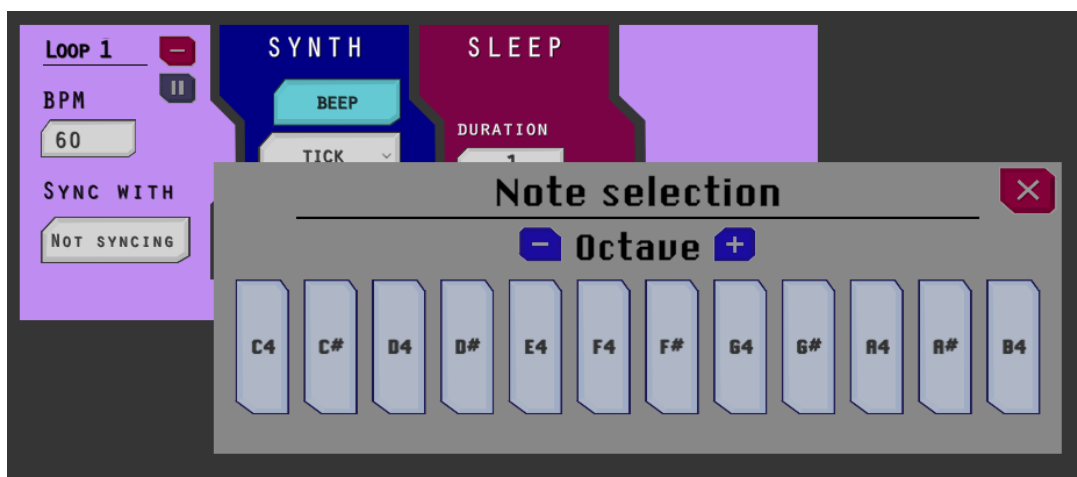 Loop 1
BPM
60
Sync with
Not syncing
SYNTH
BEEP
TICK
SLEEP
DURATION
1
Note selection
- Octave +
C4 C# D4 D# E4 F4 F# G4 G# A4 A# B4